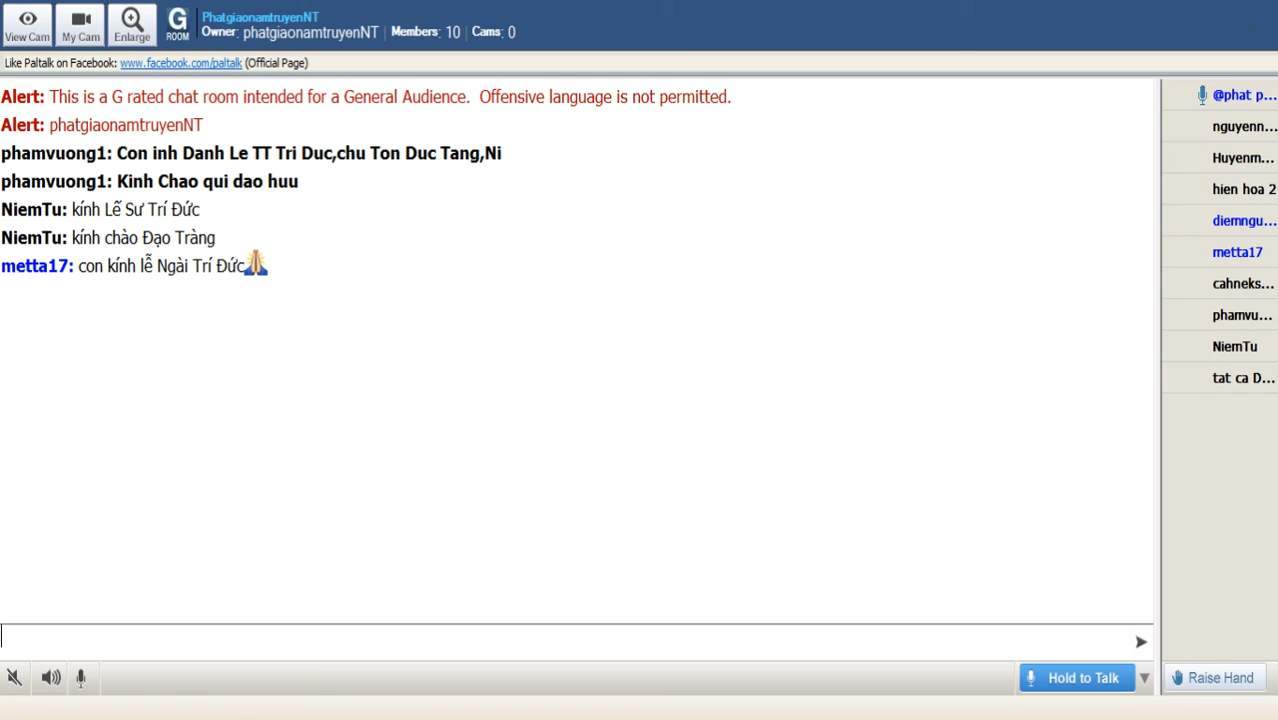 View Cam
My Cam
Enlarge
G
ROOM
PhatgiaonamtruyenNT
Owner: phatgiaonamtruyenNT Members: 10 Cams: 0
Like Paltalk on Facebook: www.facebook.com/paltalk (Official Page)
Alert: This is a G rated chat room intended for a General Audience. Offensive language is not permitted.
Alert: phatgiaonamtruyenNT
phamvuong1: Con inh Danh Le TT Tri Duc,chu Ton Duc Tang,Ni
phamvuong1: Kinh Chao qui dao huu
NiemTu: kính Lế Sư Trí Đức
NiemTu: kính chào Đạo Tràng
metta17: con kính lễ Ngài Trí Đức
@phat p...
nguyenn...
Huyenm...
hien hoa 2
diemngu...
metta17
cahneks...
phamvu...
NiemTu
tat ca D...
Hold to Talk
Raise Hand